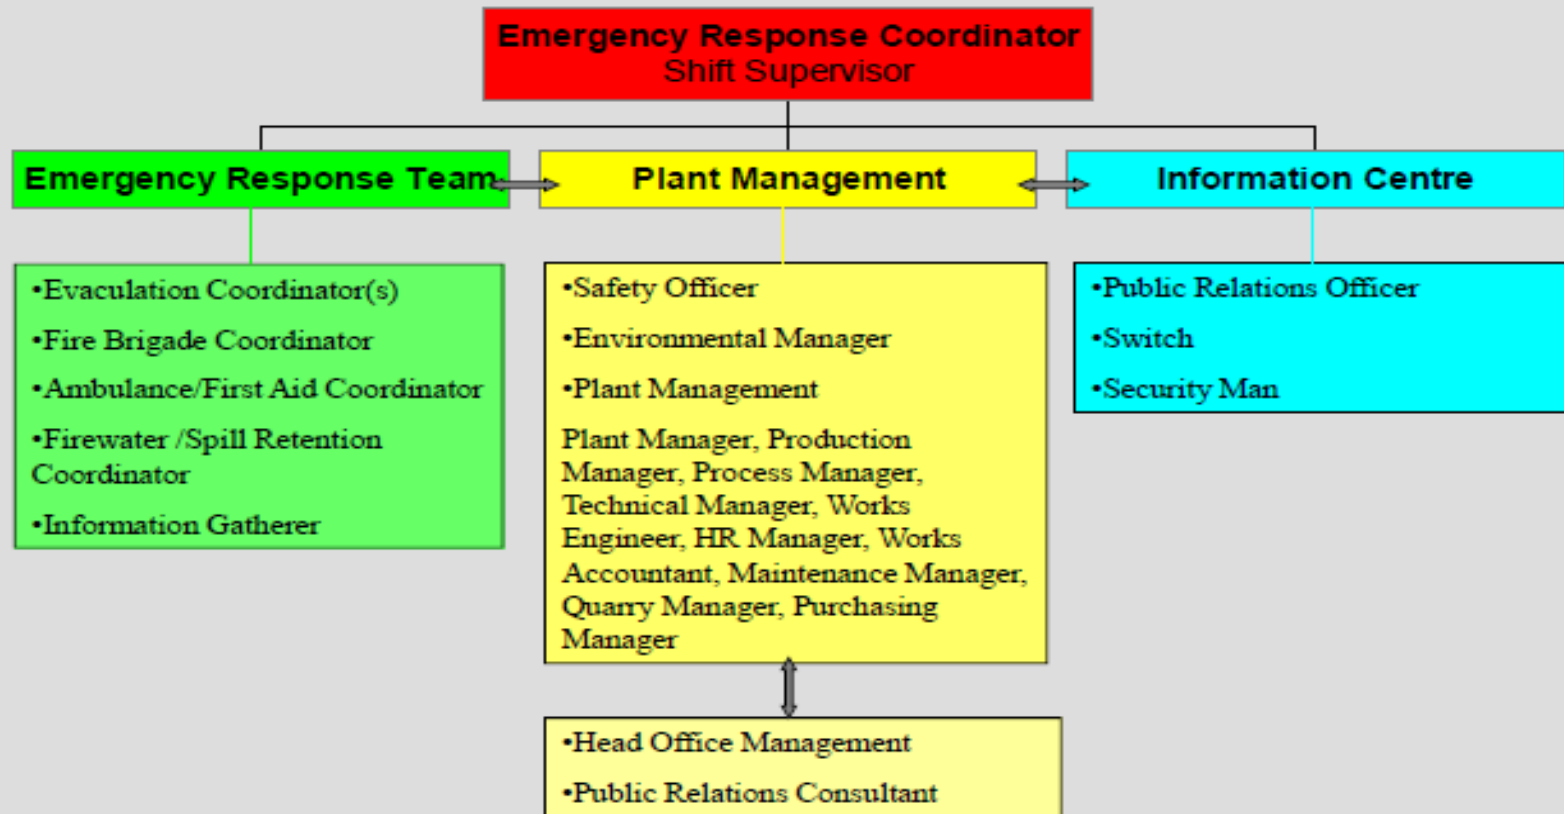 Emergency Response Coordinator
Shift Supervisor
Emergency Response Team
Plant Management
Information Centre
•Evaculation Coordinator(s)
•Fire Brigade Coordinator
•Ambulance/First Aid Coordinator
•Firewater /Spill Retention
Coordinator
•Information Gatherer
•Safety Officer
•Environmental Manager
•Plant Management
Plant Manager, Production
Manager, Process Manager,
Technical Manager, Works
Engineer, HR Manager, Works
Accountant, Maintenance Manager,
Quarry Manager, Purchasing
Manager
•Public Relations Officer
•Switch
•Security Man
•Head Office Management
•Public Relations Consultant